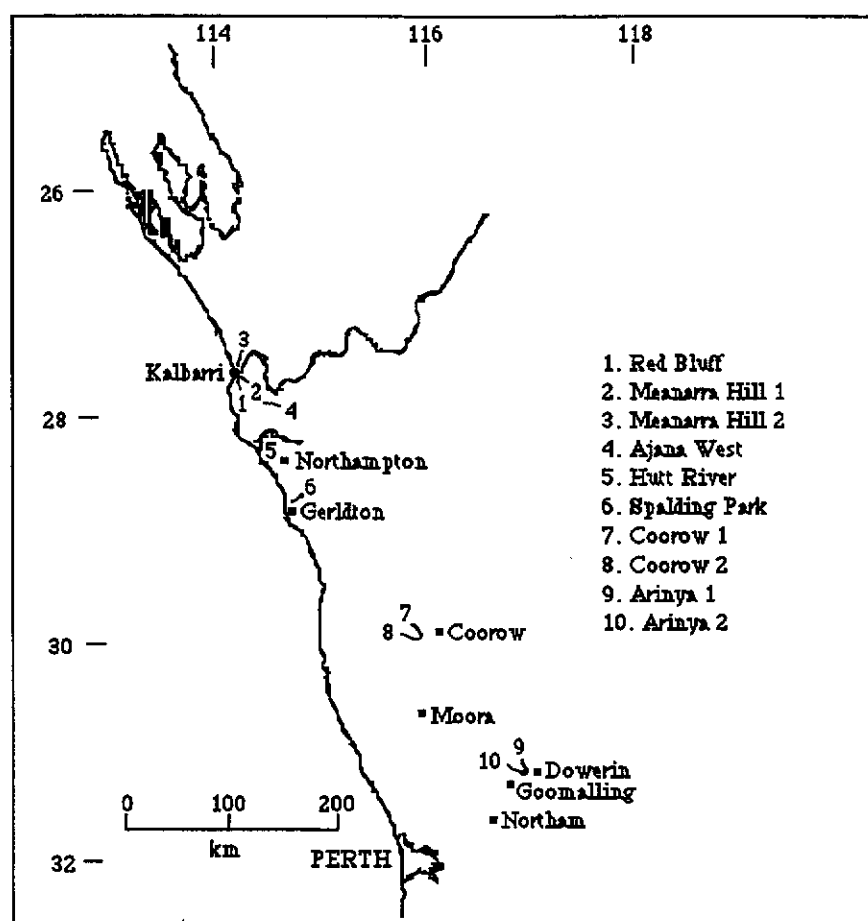 114 116 118
26
3
Kalbarri
2
1 4
28
5
Northampton
6
Gerldton
1. Red Bluff
2. Meanarra Hill 1
3. Meanarra Hill 2
4. Ajana West
5. Hutt River
6. Spalding Park
7. Coorow 1
8. Coorow 2
9. Arinya 1
10. Arinya 2
7
8
Coorow
30
Moora
9
10
Dowerin
Goomalling
Northam
0 100 200
km
PERTH
32